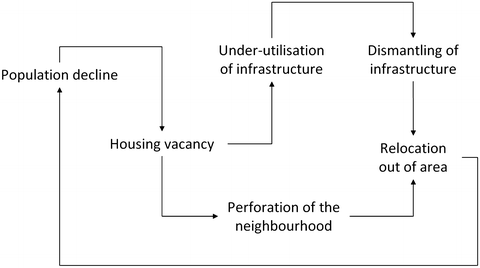 Under-utilisation
of infrastructure
Dismantling of
infrastructure
Population decline
Housing vacancy
Relocation
out of area
Perforation of the
neighbourhood